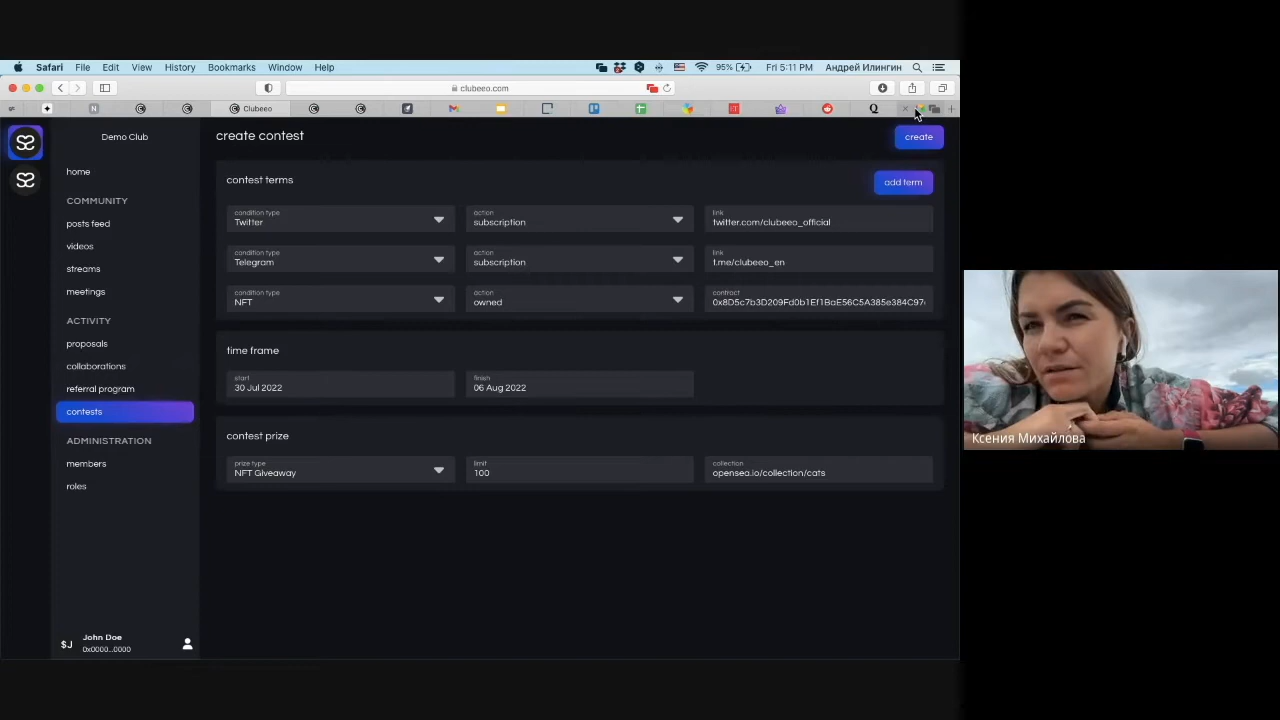 Safari File Edit View History Bookmarks Window Help
95% Fri 5:11 PM Андрей Илингин
clubeeo.com
Clubeeo
Demo Club
home
COMMUNITY
posts feed
videos
streams
meetings
ACTIVITY
proposals
collaborations
referral program
contests
ADMINISTRATION
members
roles
$J John Doe
0x0000..0000
create contest
create
contest terms
add term
condition type action link
Twitter subscription twitter.com/clubeeo_official
condition type action link
Telegram subscription t.me/clubeeo_en
condition type action contract
NFT owned
time frame
start finish
30 Jul 2022 06 Aug 2022
contest prize
prize type limit collection
NFT Giveaway 100 opensea.io/collection/cats
Ксения Михайлова